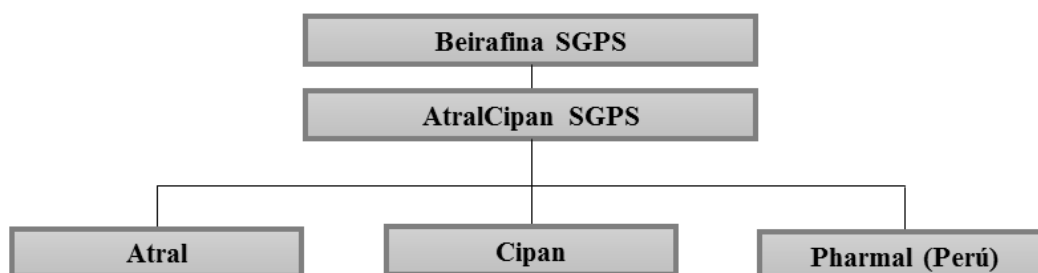 Beirafina SGPS
AtralCipan SGPS
Atral
Cipan
Pharmal (Perú)